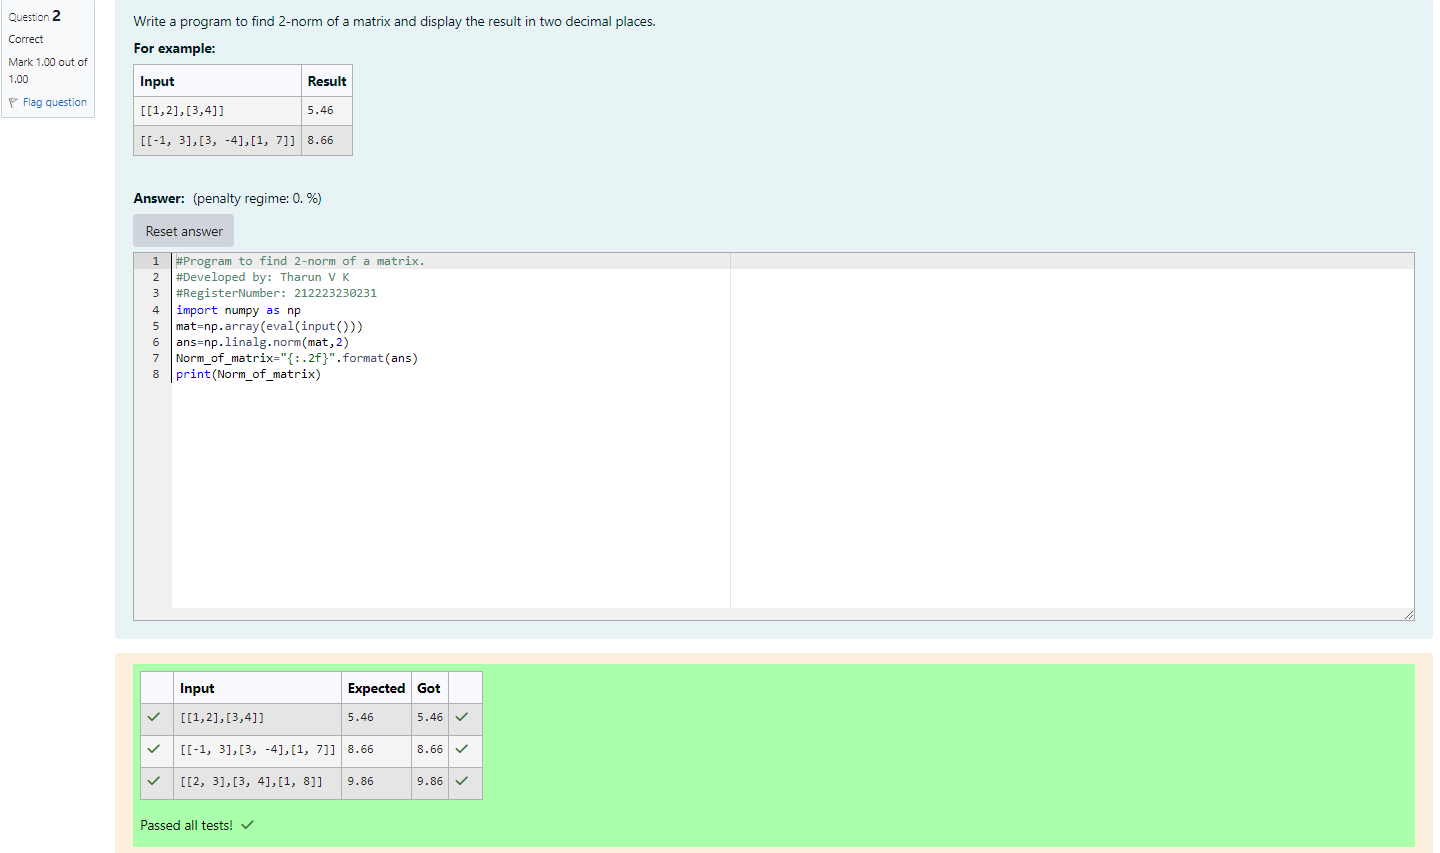 Question 2
Correct
Mark 1.00 out of
1.00
Flag question
Write a program to find 2-norm of a matrix and display the result in two decimal places.
For example:
Input Result
[[1,2],[3,4]] 5.46
[[-1, 3],[3, -4],[1, 7]] 8.66
Answer: (penalty regime: 0. %)
Reset answer
1 #Program to find 2-norm of a matrix.
2 #Developed by: Tharun V K
3 #RegisterNumber: 212223230231
4 import numpy as np
5 mat=np.array(eval(input()))
6 ans=np.linalg.norm(mat,2)
7 Norm_of_matrix="{:.2f}".format(ans)
8 print(Norm_of_matrix)
Input Expected Got
[[1,2],[3,4]] 5.46 5.46
[[-1, 3],[3, -4],[1, 7]] 8.66 8.66
[[2, 3],[3, 4],[1, 8]] 9.86 9.86
Passed all tests!